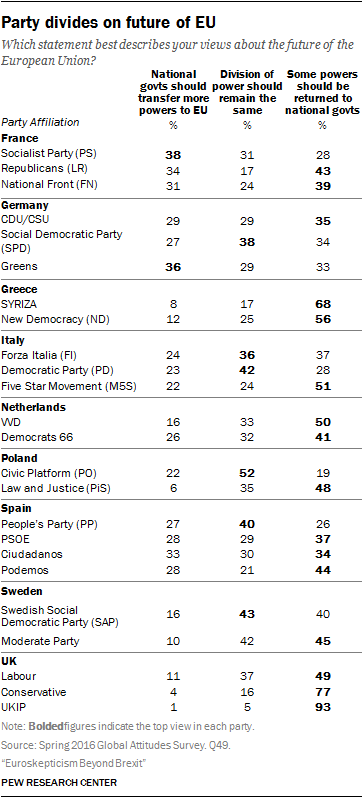 Party divides on future of EU
Which statement best describes your views about the future of the
European Union?
National govts should transfer more powers to EU Division of power should remain the same Some powers should be returned to national govts
Party Affiliation % % %
France
Socialist Party (PS) 38 31 28
Republicans (LR) 34 17 43
National Front (FN) 31 24 39
Germany
CDU/CSU 29 29 35
Social Democratic Party
(SPD) 27 38 34
Greens 36 29 33
Greece
SYRIZA 8 17 68
New Democracy (ND) 12 25 56
Italy
Forza Italia (FI) 24 36 37
Democratic Party (PD) 23 42 28
Five Star Movement (M5S) 22 24 51
Netherlands
VVD 16 33 50
Democrats 66 26 32 41
Poland
Civic Platform (PO) 22 52 19
Law and Justice (PiS) 6 35 48
Spain
People's Party (PP) 27 40 26
PSOE 28 29 37
Ciudadanos 33 30 34
Podemos 28 21 44
Sweden
Swedish Social
Democratic Party (SAP) 16 43 40
Moderate Party 10 42 45
UK
Labour 11 37 49
Conservative 4 16 77
UKIP 1 5 93
Note: Bolded figures indicate the top view in each party.
Source: Spring 2016 Global Attitudes Survey. Q49.
"Euroskepticism Beyond Brexit"
PEW RESEARCH CENTER